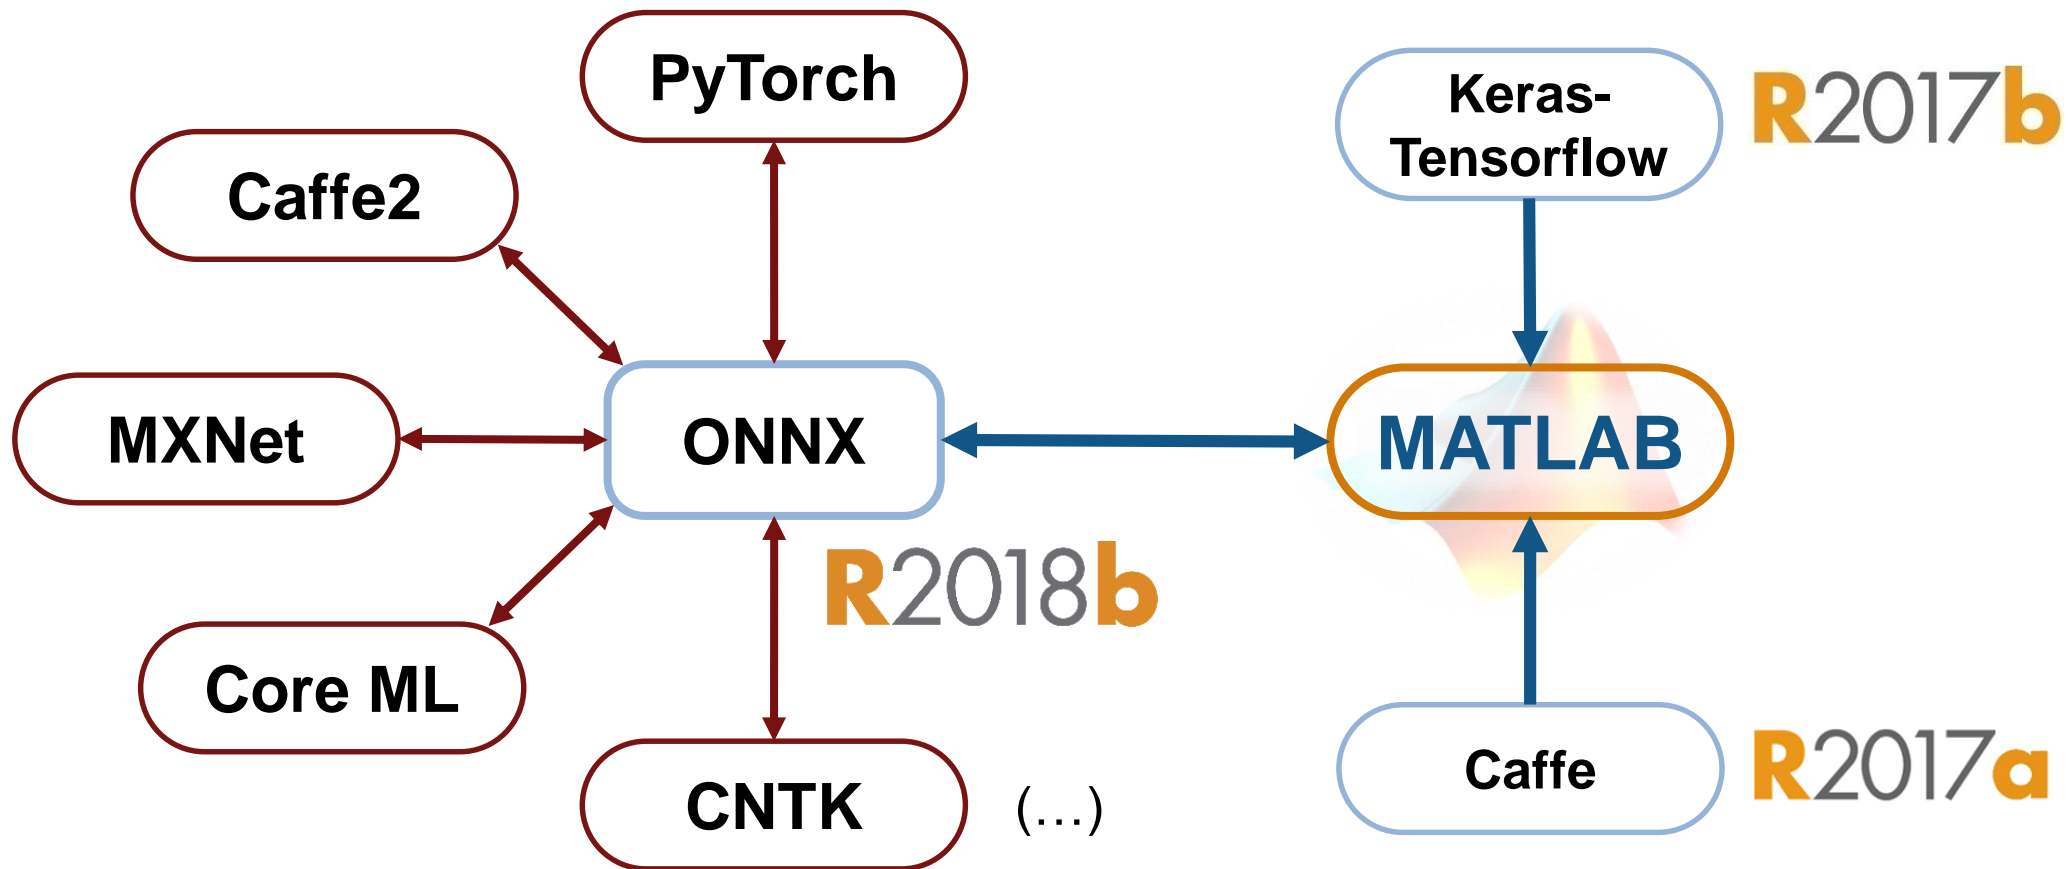 PyTorch
Keras-
Tensorflow
R2017b
Caffe2
MXNet
ONNX
MATLAB
R2018b
Core ML
CNTK
(...)
Caffe
R2017a